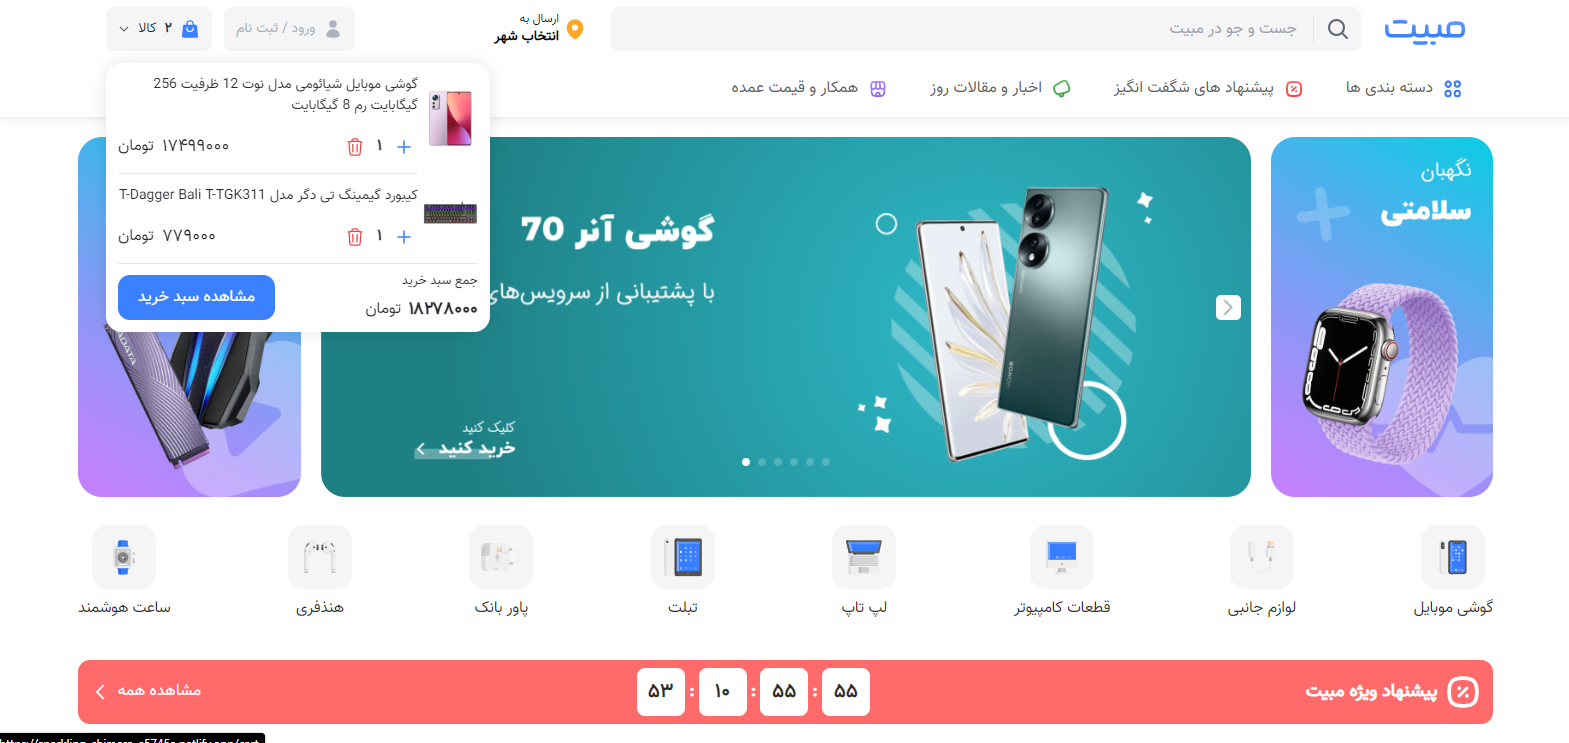 مبیت
جست و جو در مبیت
ارسال به
انتخاب شهر
ورود / ثبت نام
۲ کالا
دسته بندی ها
پیشنهاد های شگفت انگیز
اخبار و مقالات روز
همکار و قیمت عمده
گوشی موبایل شیائومی مدل نوت 12 ظرفیت 256
گیگابایت رم 8 گیگابایت
+ ۱
۱۷۴۹۹۰۰۰ تومان
کیبورد گیمینگ تی دگر مدل T-Dagger Bali T-TGK311
+ ۱
۷۷۹۰۰۰ تومان
جمع سبد خرید
۱۸۲۷۸۰۰۰ تومان
مشاهده سبد خرید
نگهبان
سلامتی
گوشی آنر 70
با پشتیبانی از سرویس‌های
کلیک کنید
خرید کنید
HONOR
ADATA
گوشی موبایل
لوازم جانبی
قطعات کامپیوتر
لپ تاپ
تبلت
پاور بانک
هندفری
ساعت هوشمند
پیشنهاد ویژه مبیت
۵۳ : ۱۰ : ۵۵ : ۵۵
مشاهده همه